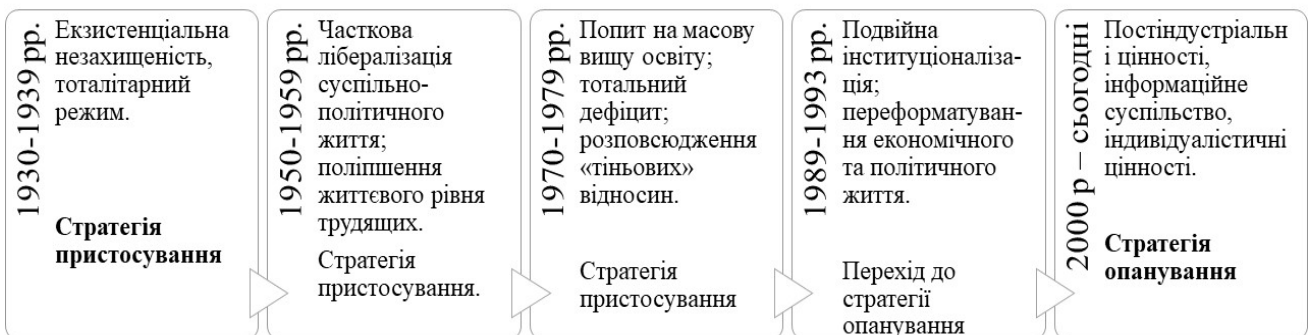 1930-1939 рр.
Екзистенціальна
незахищеність,
тоталітарний
режим.
Стратегія
пристосування
1950-1959 рр.
Часткова
лібералізація
суспільно-
політичного
життя;
поліпшення
життєвого рівня
трудящих.
Стратегія
пристосування.
1970-1979 рр.
Попит на масову
вищу освіту;
тотальний
дефіцит;
розповсюдження
«тіньових»
відносин.
Стратегія
пристосування
1989-1993 рр.
Подвійна
інституціоналіза-
ція;
переформатуван-
ня економічного
та політичного
життя.
Перехід до
стратегії
опанування
2000 р – сьогодні
Постіндустріальн
і цінності,
інформаційне
суспільство,
індивідуалістичні
цінності.
Стратегія
опанування